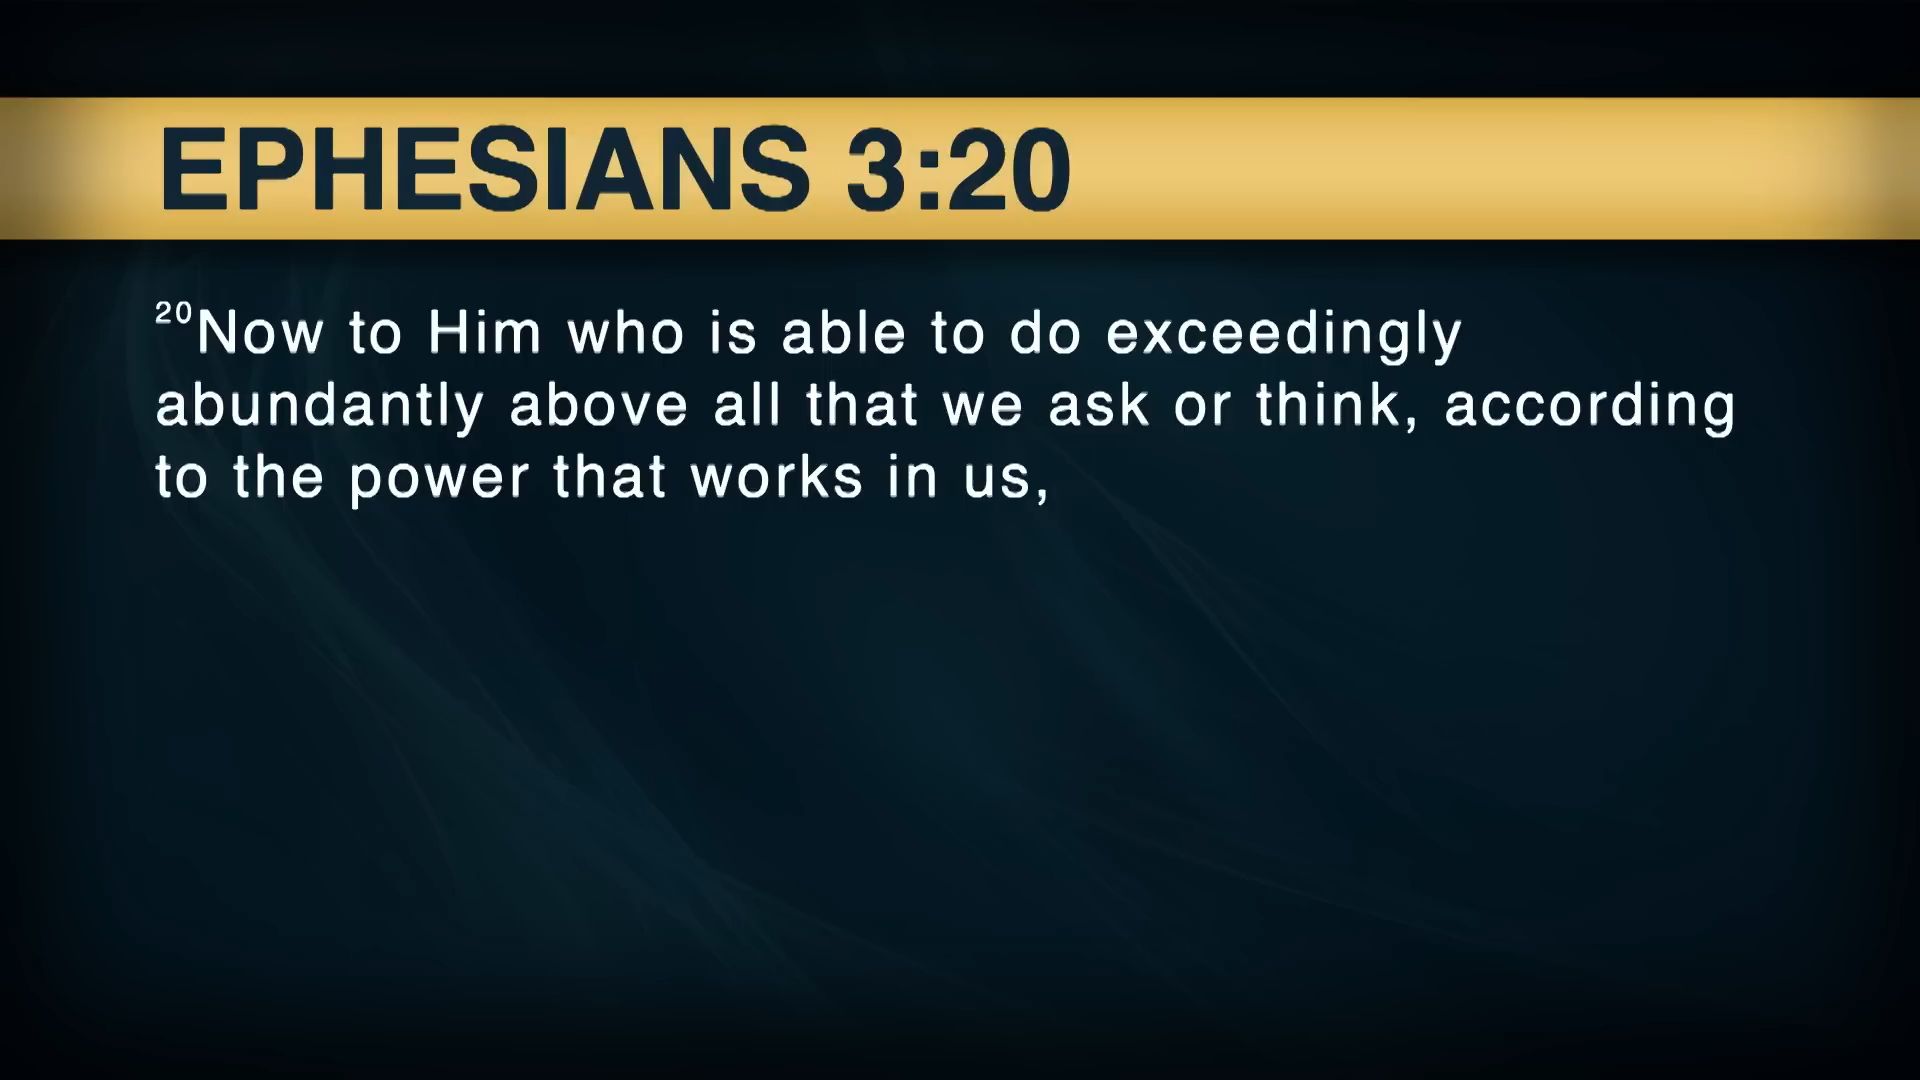 EPHESIANS 3:20
20Now to Him who is able to do exceedingly
abundantly above all that we ask or think, according
to the power that works in us,